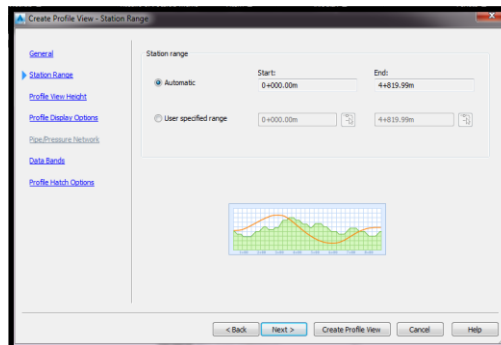 Create Profile View - Station Range
General
Station Range
Profile View Height
Profile Display Options
Pipe/Pressure Network
Data Bands
Profile Hatch Options
Station range
Start: End:
Automatic 0+000.00m 4+819.99m
User specified range 0+000.00m 4+819.99m
< Back Next > Create Profile View Cancel Help